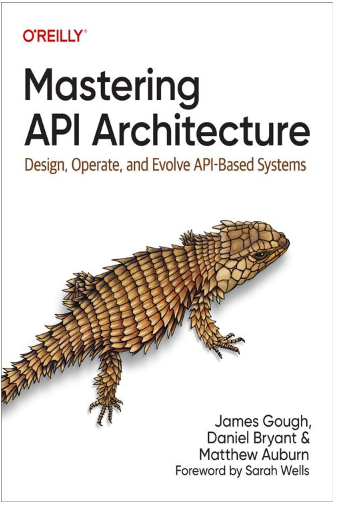 O'REILLY®
Mastering
API Architecture
Design, Operate, and Evolve API-Based Systems
James Gough,
Daniel Bryant &
Matthew Auburn
Foreword by Sarah Wells